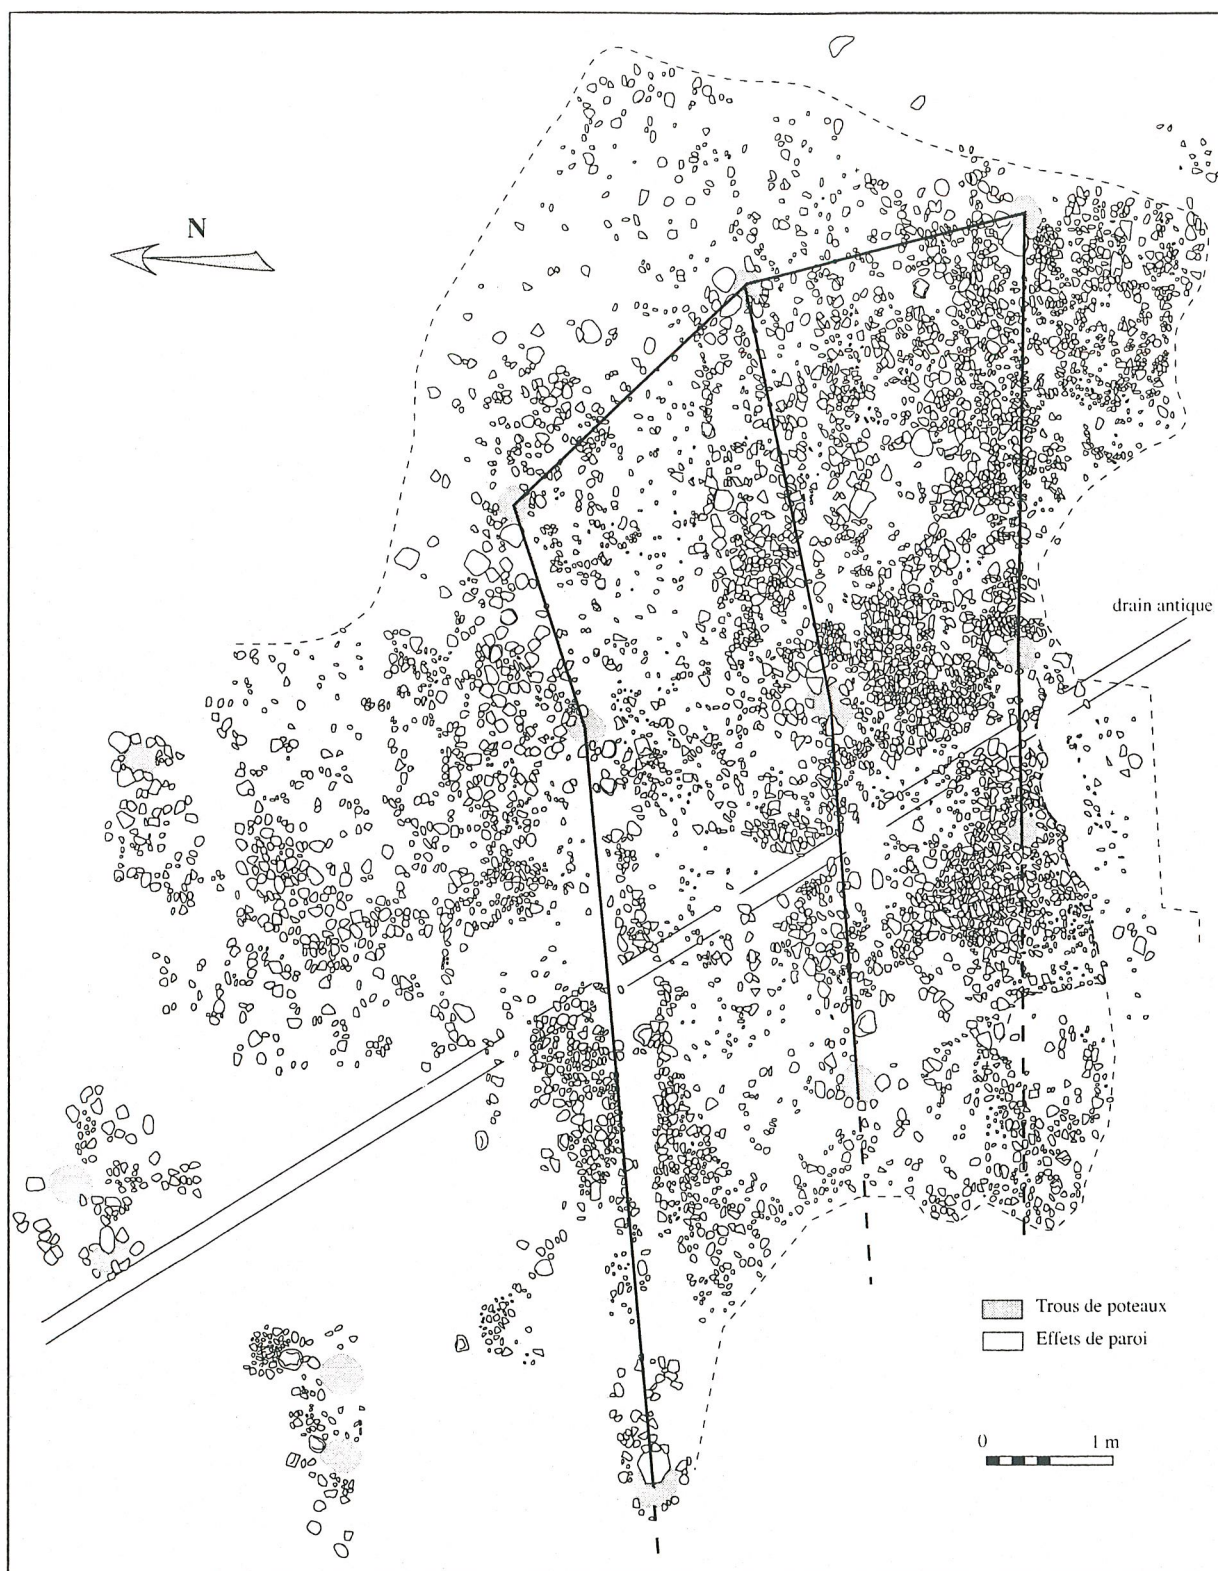 N
drain antique
Trous de poteaux
Effets de paroi
0 1 m